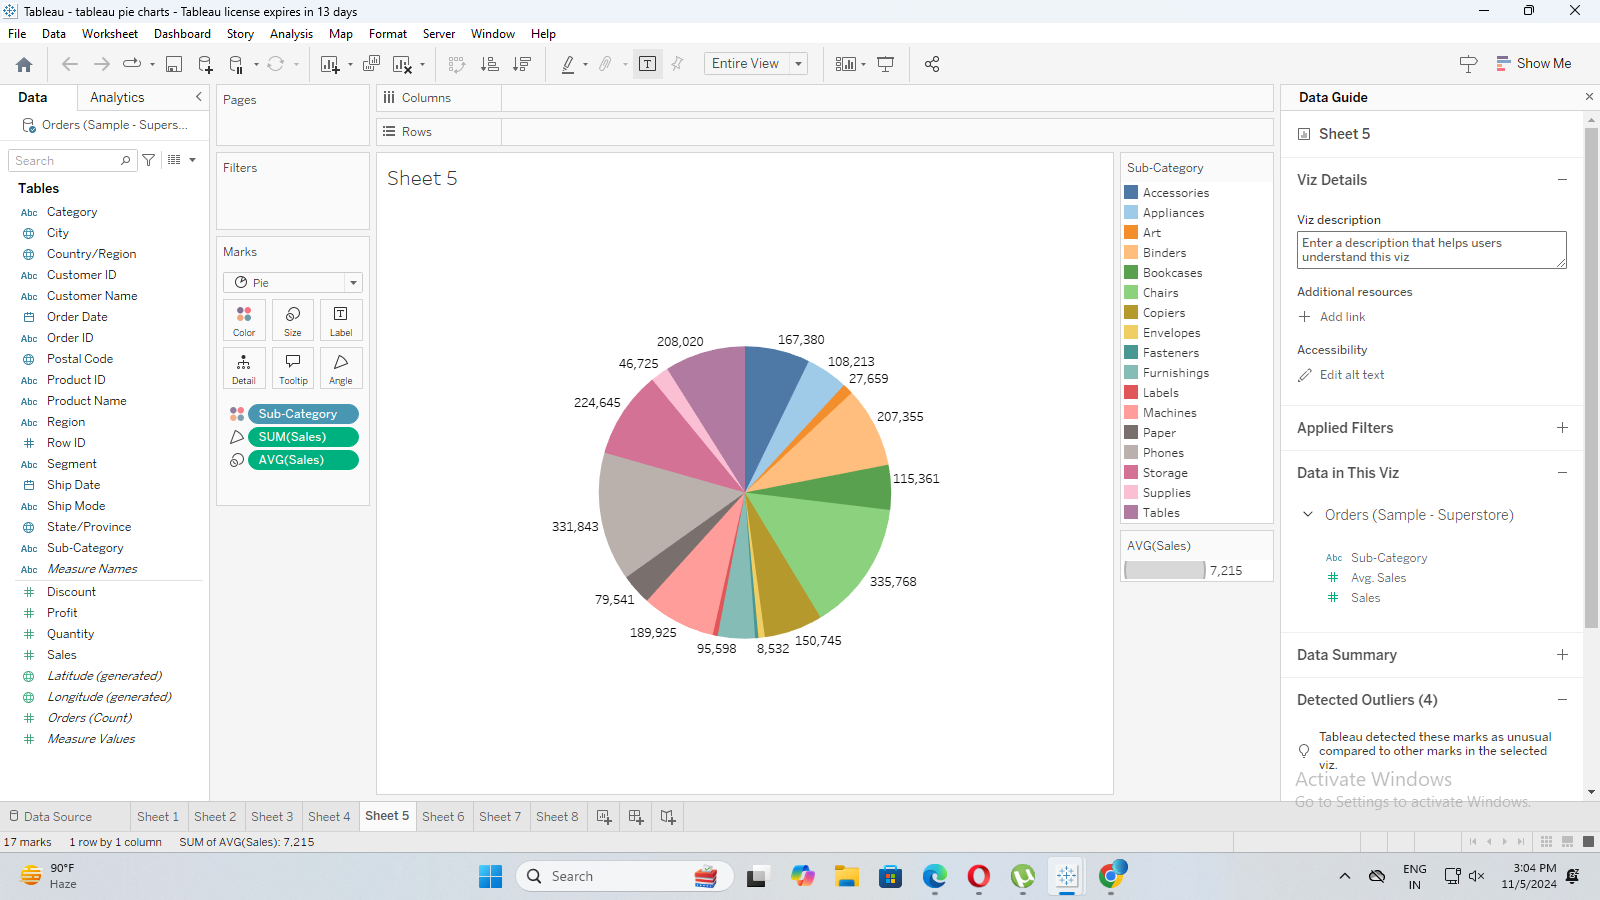 Tableau - tableau pie charts - Tableau license expires in 13 days
File Data Worksheet Dashboard Story Analysis Map Format Server Window Help
Entire View
Show Me
Data Analytics
Orders (Sample - Supers...
Search
Tables
Abc Category
City
Country/Region
Abc Customer ID
Abc Customer Name
Order Date
Abc Order ID
Postal Code
Abc Product ID
Abc Product Name
Abc Region
Row ID
Abc Segment
Ship Date
Abc Ship Mode
State/Province
Abc Sub-Category
Abc Measure Names
Discount
Profit
Quantity
Sales
Latitude (generated)
Longitude (generated)
Orders (Count)
Measure Values
Pages
Filters
Marks
Pie
Color Size Label
Detail Tooltip Angle
Sub-Category
SUM(Sales)
AVG(Sales)
Columns
Rows
Sheet 5
208,020
167,380
46,725
108,213
27,659
224,645
207,355
115,361
331,843
335,768
79,541
189,925
95,598
8,532
150,745
Sub-Category
Accessories
Appliances
Art
Binders
Bookcases
Chairs
Copiers
Envelopes
Fasteners
Furnishings
Labels
Machines
Paper
Phones
Storage
Supplies
Tables
AVG(Sales)
7,215
Data Guide
Sheet 5
Viz Details
Viz description
Enter a description that helps users
understand this viz
Additional resources
Add link
Accessibility
Edit alt text
Applied Filters
Data in This Viz
Orders (Sample - Superstore)
Abc Sub-Category
Avg. Sales
Sales
Data Summary
Detected Outliers (4)
Tableau detected these marks as unusual
compared to other marks in the selected
viz.
Activate Windows
Go to Settings to activate Windows.
Data Source Sheet 1 Sheet 2 Sheet 3 Sheet 4 Sheet 5 Sheet 6 Sheet 7 Sheet 8
17 marks 1 row by 1 column SUM of AVG(Sales): 7,215
90°F
Haze
Search
ENG
IN
3:04 PM
11/5/2024